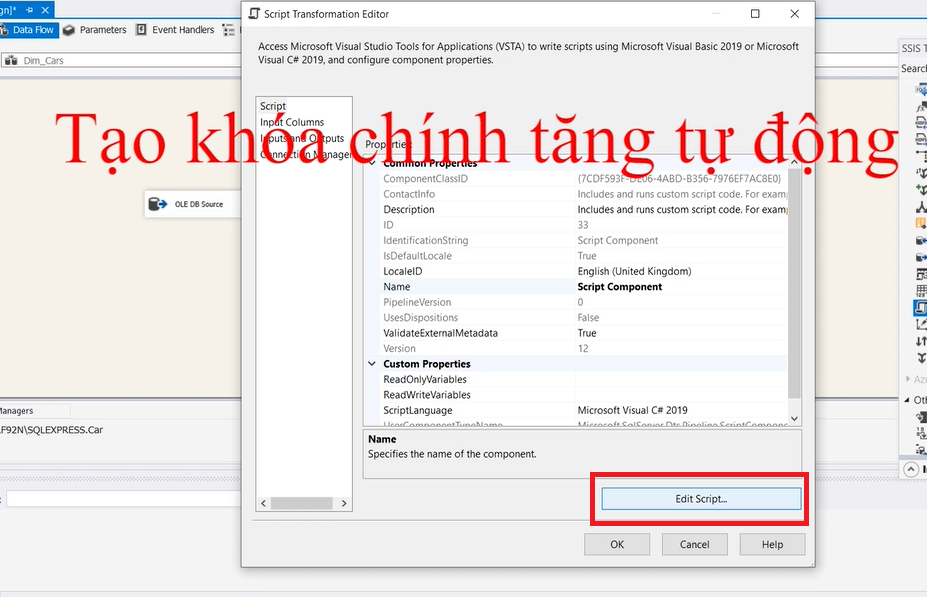 gn]*
Script Transformation Editor
Data Flow
Parameters
Event Handlers
Dim_Cars
Access Microsoft Visual Studio Tools for Applications (VSTA) to write scripts using Microsoft Visual Basic 2019 or Microsoft
Visual C# 2019, and configure component properties.
SSIS T
Search
Tạo khóa chính tăng tự động
Script
Input Columns
Inputs and Outputs
Connection Manager
Properties
Common Properties
ComponentClassID {7CDF593F-DE06-4ABD-B356-7976EF7AC8E0}
ContactInfo Includes and runs custom script code. For examp
Description Includes and runs custom script code. For examp
ID 33
IdentificationString Script Component
IsDefaultLocale True
LocaleID English (United Kingdom)
Name Script Component
PipelineVersion 0
UsesDispositions False
ValidateExternalMetadata True
Version 12
Custom Properties
ReadOnlyVariables
ReadWriteVariables
ScriptLanguage Microsoft Visual C# 2019
UserComponentTypeName Microsoft.SqlServer.Dts.Pipeline.ScriptCompone
OLE DB Source
Managers
F92N\SQLEXPRESS.Car
Name
Specifies the name of the component.
Edit Script...
OK
Cancel
Help
Azu
Oth